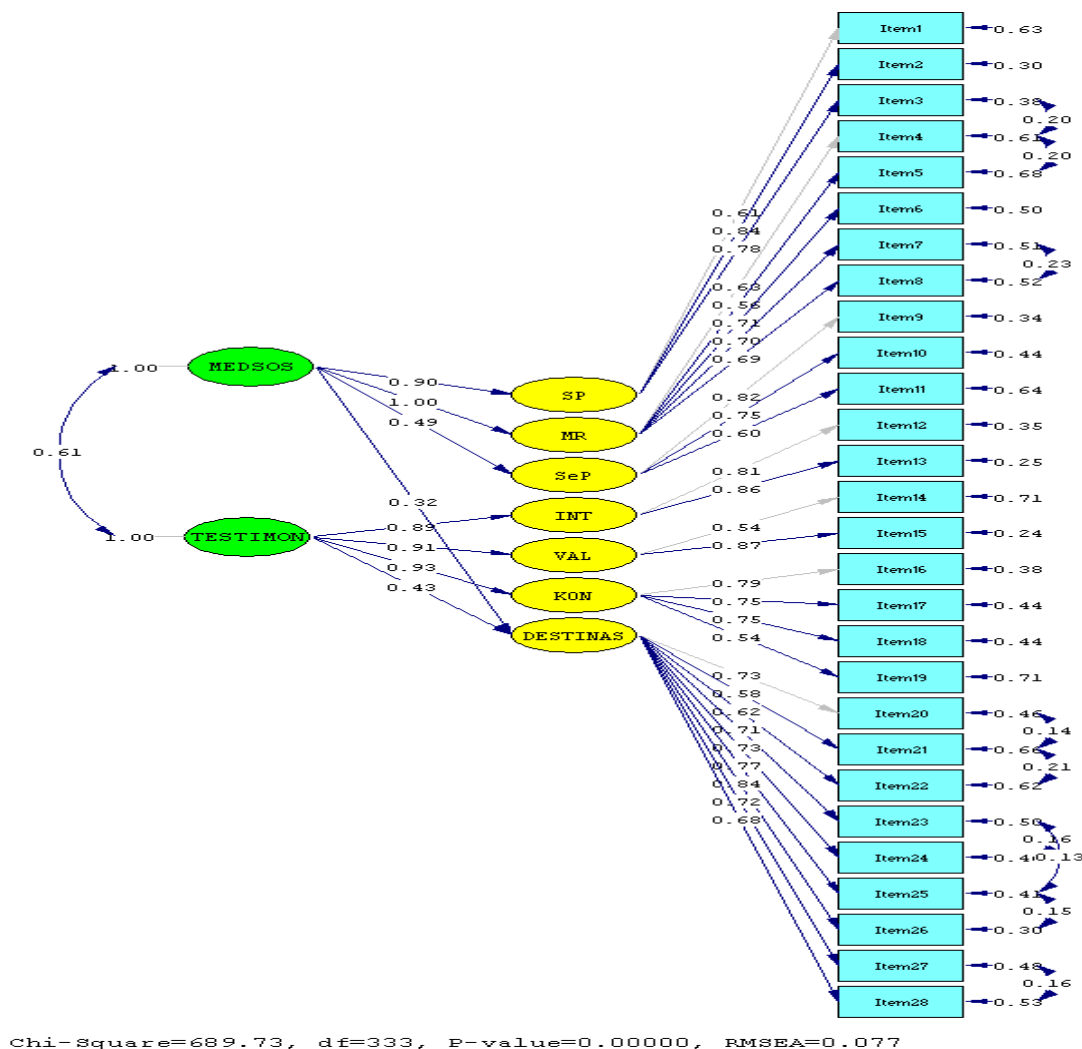 MEDSOS
TESTIMON
1.00
1.00
0.61
0.90
1.00
0.49
0.32
0.89
0.91
0.93
0.43
SP
MR
SeP
INT
VAL
KON
DESTINAS
0.61
0.84
0.78
0.63
0.56
0.71
0.70
0.69
0.82
0.75
0.60
0.81
0.86
0.54
0.87
0.79
0.75
0.75
0.54
0.73
0.58
0.62
0.71
0.73
0.77
0.84
0.72
0.68
Item1 0.63
Item2 0.30
Item3 0.38
0.20
Item4 0.61
0.20
Item5 0.68
Item6 0.50
Item7 0.51
0.23
Item8 0.52
Item9 0.34
Item10 0.44
Item11 0.64
Item12 0.35
Item13 0.25
Item14 0.71
Item15 0.24
Item16 0.38
Item17 0.44
Item18 0.44
Item19 0.71
Item20 0.46
0.14
Item21 0.66
0.21
Item22 0.62
Item23 0.50
0.16
Item24 0.13
Item25 0.41
0.15
Item26 0.30
Item27 0.48
0.16
Item28 0.53
Chi-Square=689.73, df=333, P-value=0.00000, RMSEA=0.077